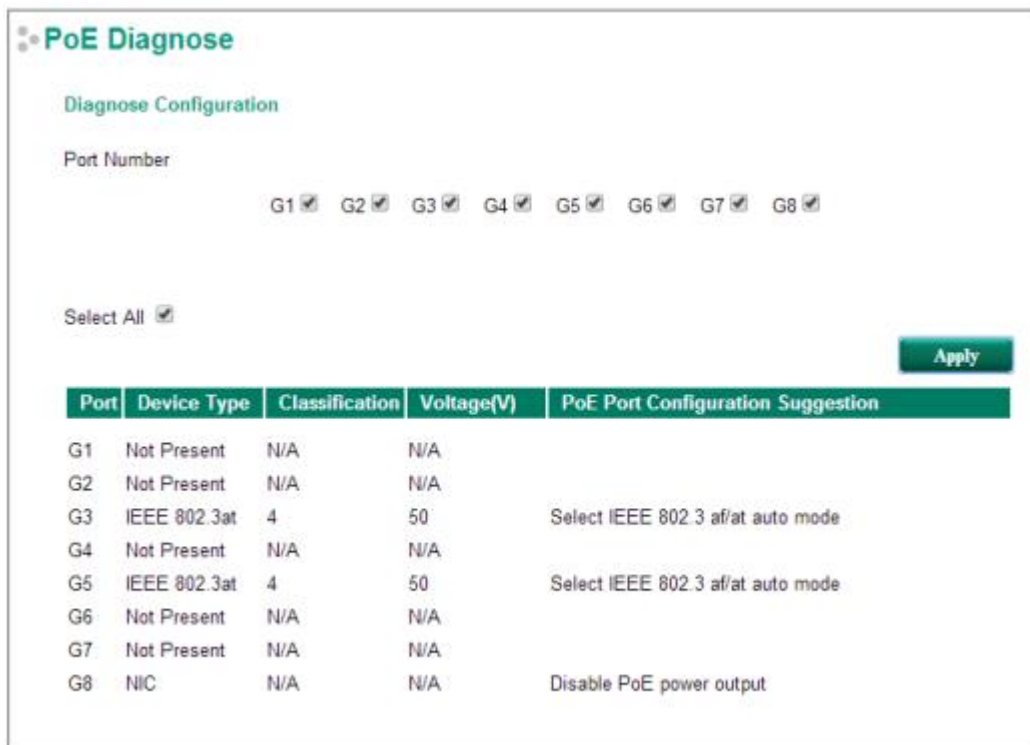 PoE Diagnose
Diagnose Configuration
Port Number
G1 G2 G3 G4 G5 G6 G7 G8
Select All
Apply
Port Device Type Classification Voltage(V) PoE Port Configuration Suggestion
G1 Not Present N/A N/A
G2 Not Present N/A N/A
G3 IEEE 802.3at 4 50 Select IEEE 802.3 af/at auto mode
G4 Not Present N/A N/A
G5 IEEE 802.3at 4 50 Select IEEE 802.3 af/at auto mode
G6 Not Present N/A N/A
G7 Not Present N/A N/A
G8 NIC N/A N/A Disable PoE power output